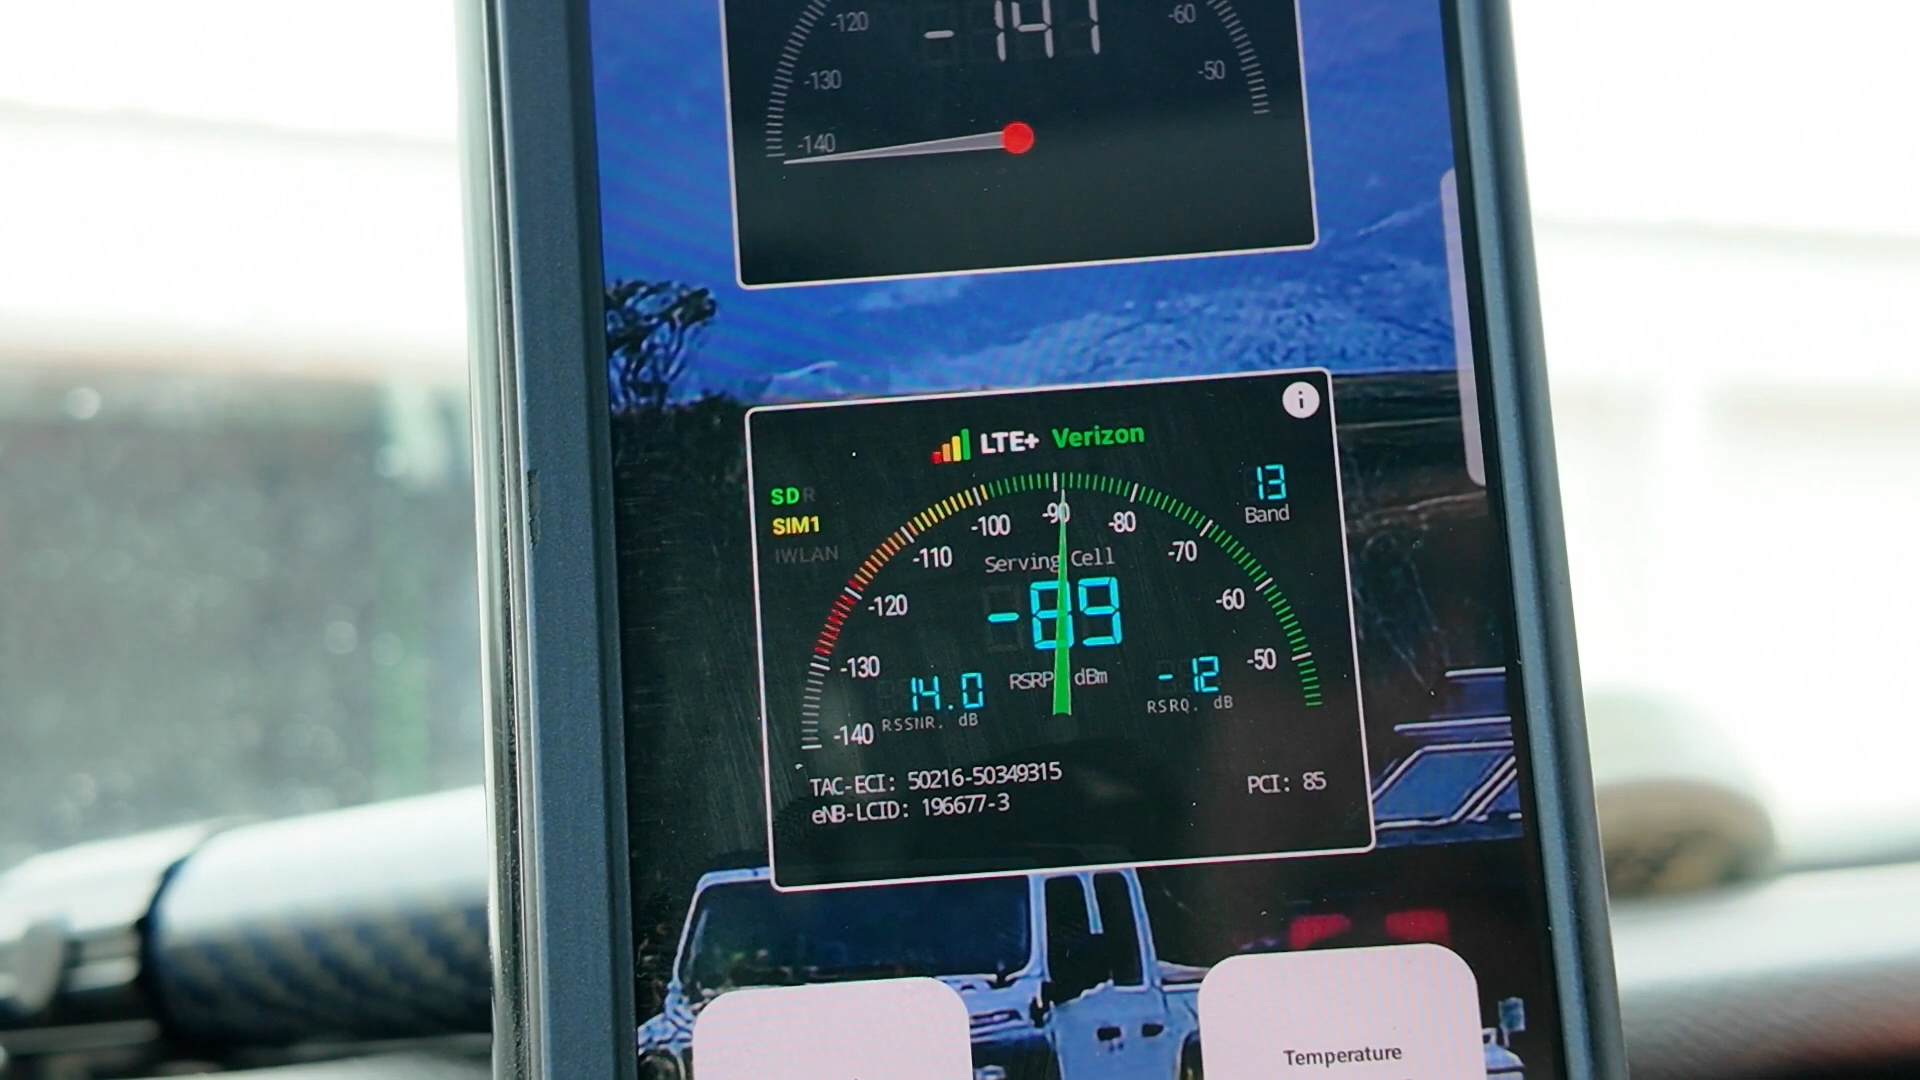 -120
-141
-60
-130
-50
-140
i
LTE+ Verizon
SDR
SIM1
IWLAN
13
Band
-140
-130
-120
-110
-100
-90
-80
-70
-60
-50
Serving Cell
-89
RSRP, dBm
14.0
RSSNR, dB
-12
RSRQ, dB
TAC-ECI: 50216-50349315
eNB-LCID: 196677-3
PCI: 85
Temperature